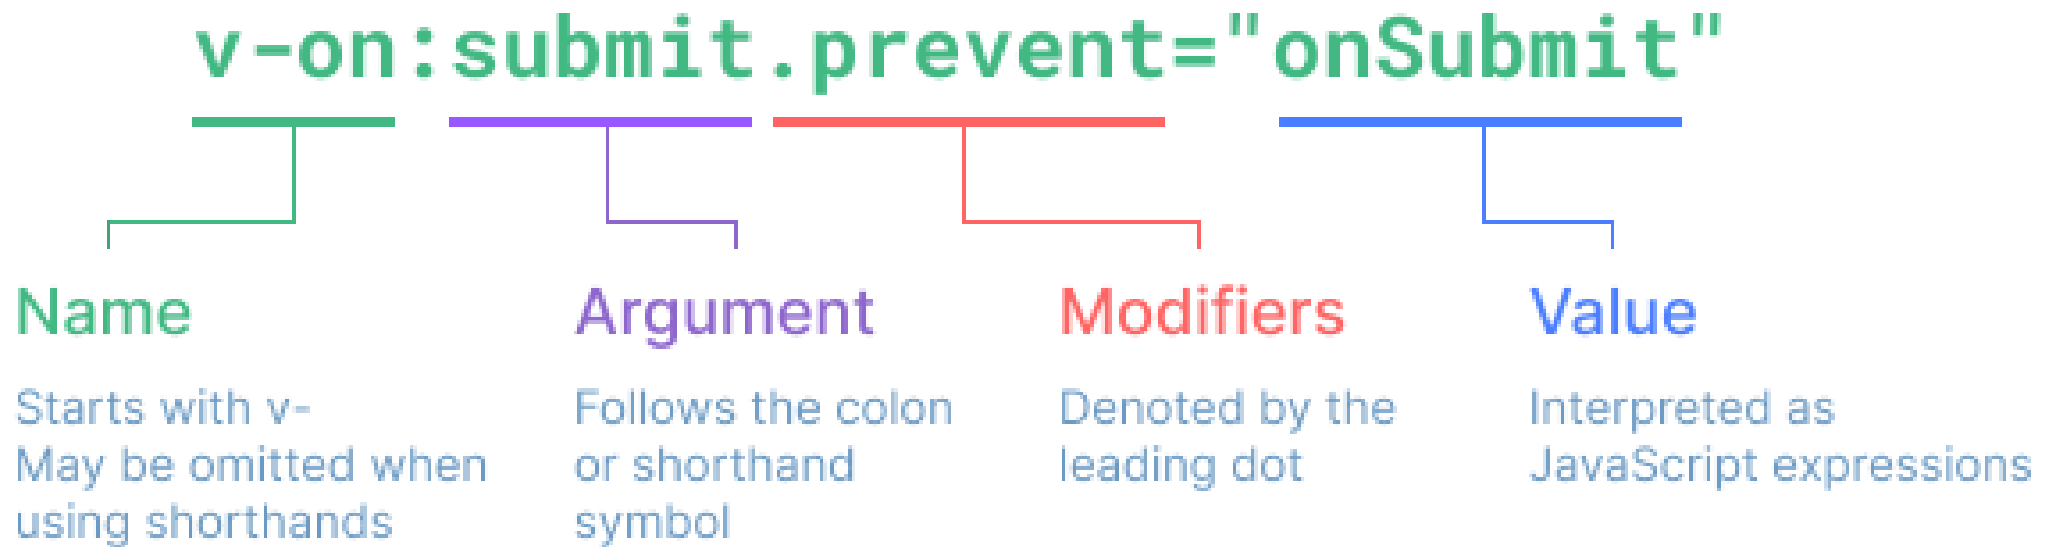 v-on:submit.prevent="onSubmit"
Name
Starts with v-
May be omitted when
using shorthands
Argument
Follows the colon
or shorthand
symbol
Modifiers
Denoted by the
leading dot
Value
Interpreted as
JavaScript expressions